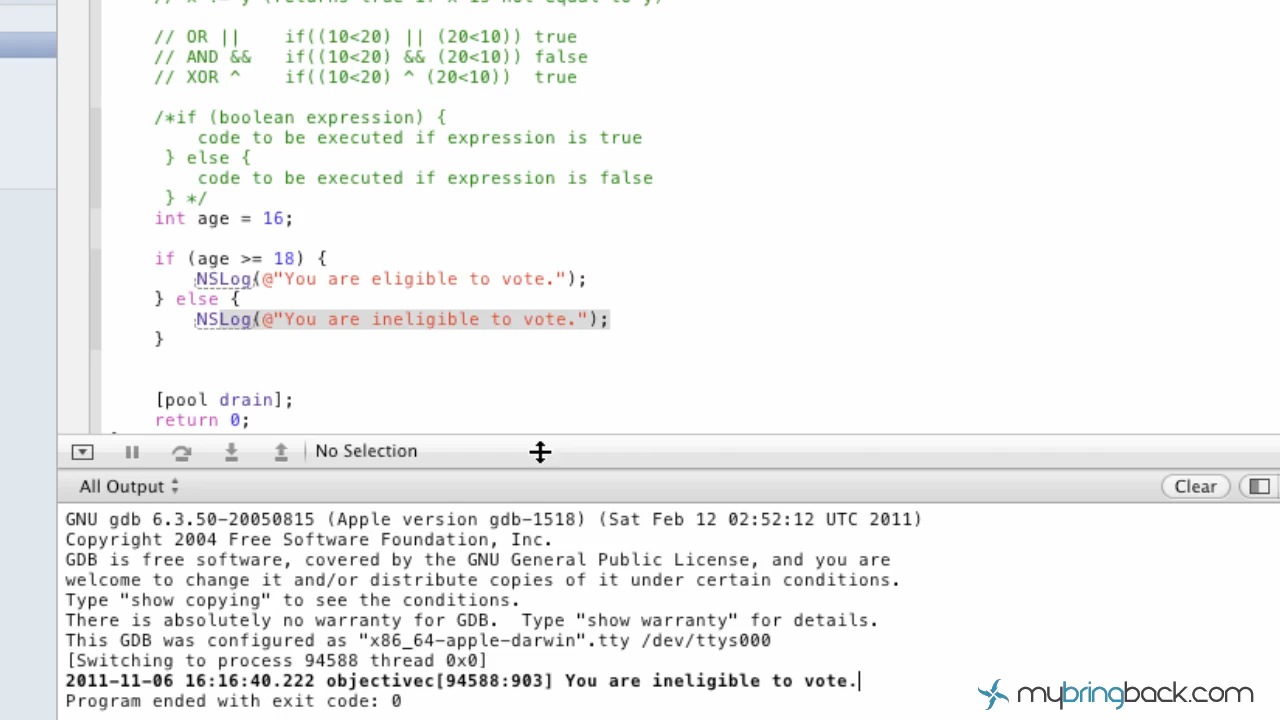 // x != y (returns true if x is not equal to y)
// OR || if((10<20) || (20<10)) true
// AND && if((10<20) && (20<10)) false
// XOR ^ if((10<20) ^ (20<10)) true
/*if (boolean expression) {
code to be executed if expression is true
} else {
code to be executed if expression is false
} */
int age = 16;
if (age >= 18) {
NSLog(@"You are eligible to vote.");
} else {
NSLog(@"You are ineligible to vote.");
}
[pool drain];
return 0;
No Selection
All Output
Clear
GNU gdb 6.3.50-20050815 (Apple version gdb-1518) (Sat Feb 12 02:52:12 UTC 2011)
Copyright 2004 Free Software Foundation, Inc.
GDB is free software, covered by the GNU General Public License, and you are
welcome to change it and/or distribute copies of it under certain conditions.
Type "show copying" to see the conditions.
There is absolutely no warranty for GDB.  Type "show warranty" for details.
This GDB was configured as "x86_64-apple-darwin".tty /dev/ttys000
[Switching to process 94588 thread 0x0]
2011-11-06 16:16:40.222 objectivec[94588:903] You are ineligible to vote.
Program ended with exit code: 0
mybringback.com